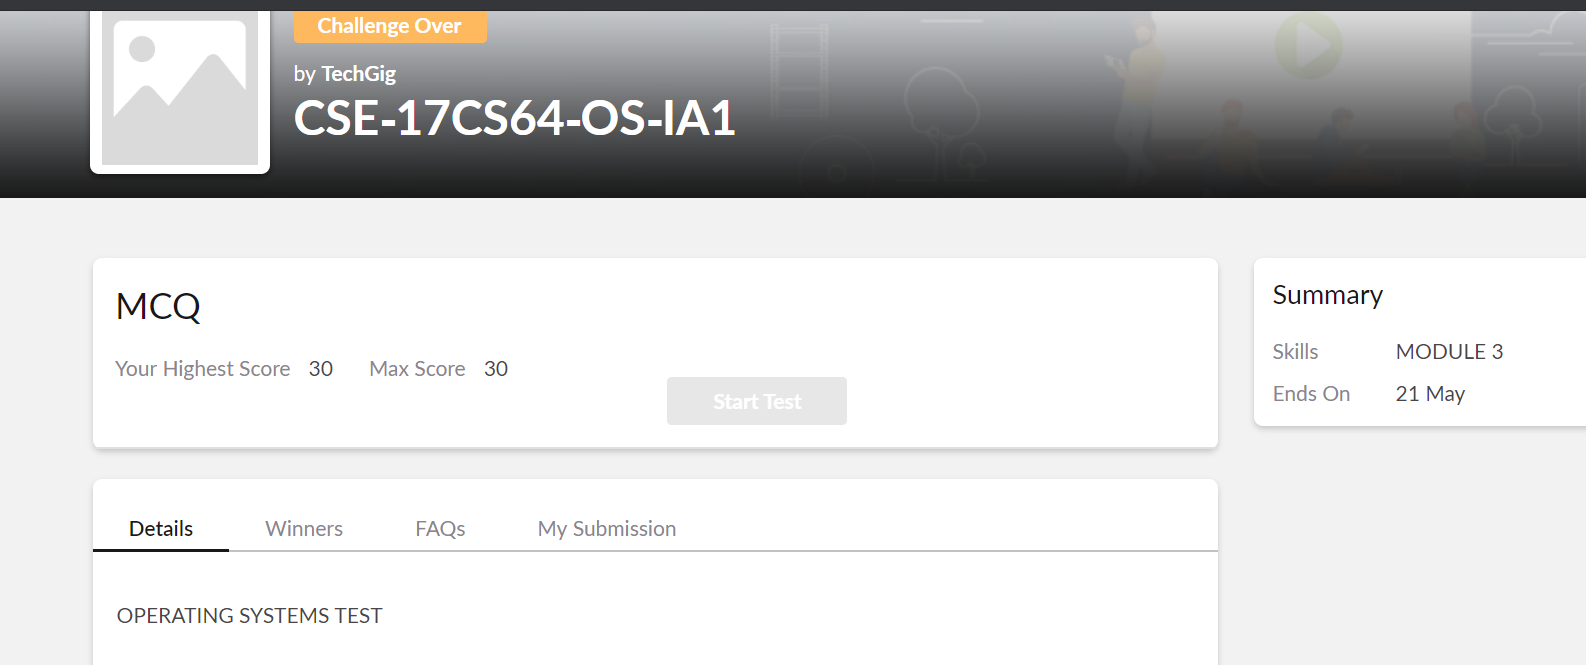 Challenge Over
by TechGig
CSE-17CS64-OS-IA1
MCQ
Your Highest Score 30 Max Score 30
Start Test
Summary
Skills MODULE 3
Ends On 21 May
Details Winners FAQs My Submission
OPERATING SYSTEMS TEST